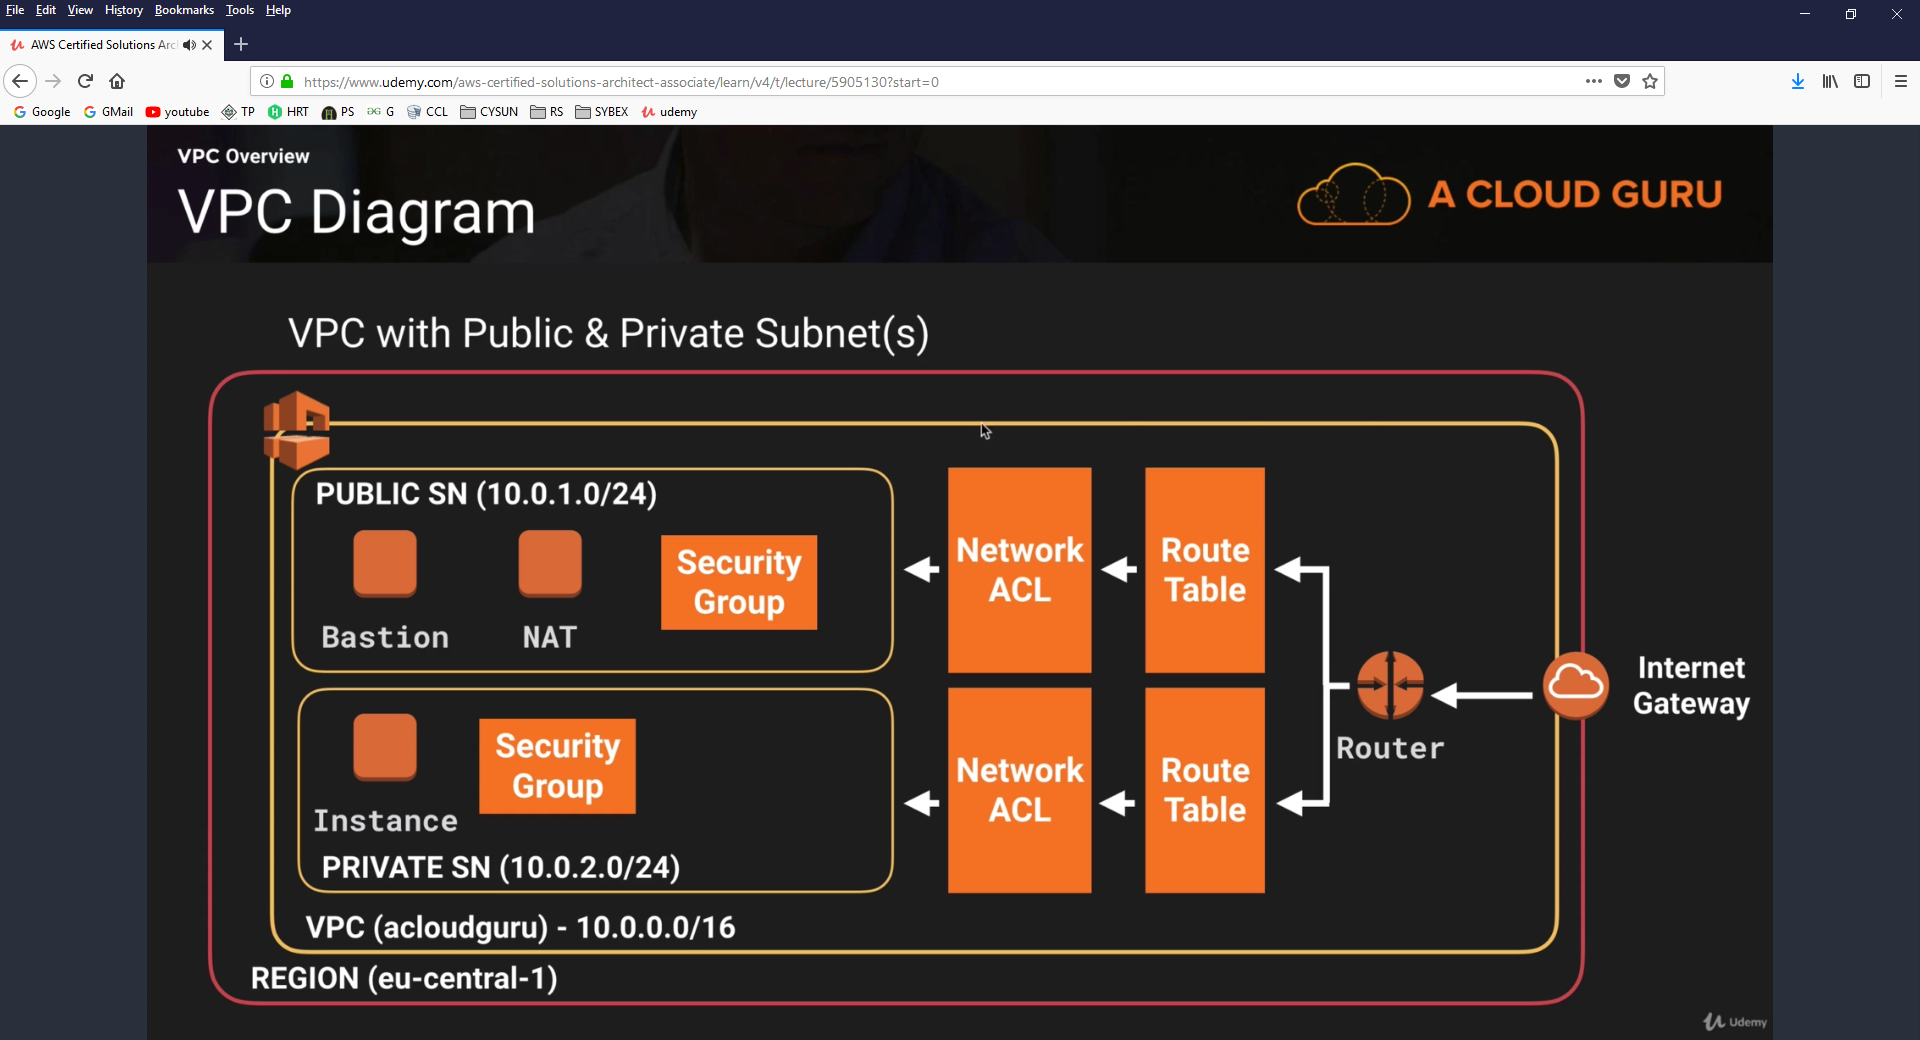 File Edit View History Bookmarks Tools Help
AWS Certified Solutions Arc
https://www.udemy.com/aws-certified-solutions-architect-associate/learn/v4/t/lecture/5905130?start=0
Google GMail youtube TP HRT PS G CCL CYSUN RS SYBEX udemy
VPC Overview
VPC Diagram
A CLOUD GURU
VPC with Public & Private Subnet(s)
PUBLIC SN (10.0.1.0/24)
Bastion
NAT
Security
Group
Network
ACL
Route
Table
Instance
Security
Group
PRIVATE SN (10.0.2.0/24)
Network
ACL
Route
Table
Router
Internet
Gateway
VPC (acloudguru) - 10.0.0.0/16
REGION (eu-central-1)
Udemy